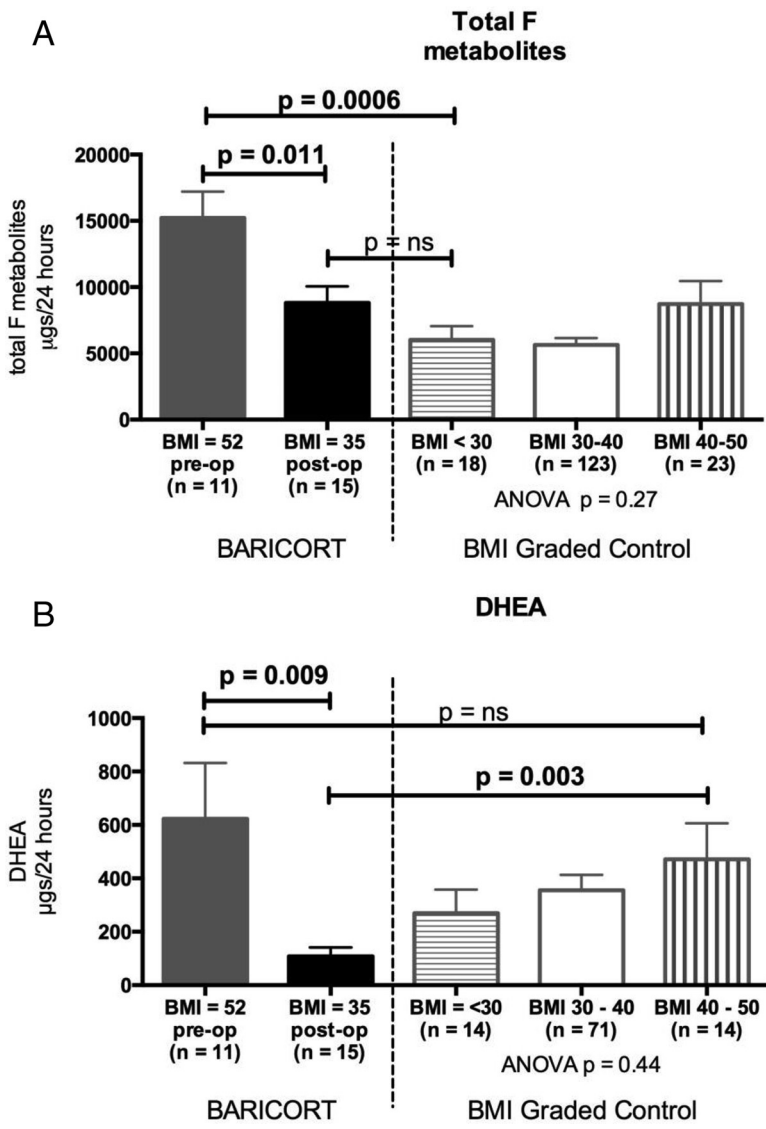 A
Total F
metabolites
p = 0.0006
p = 0.011
p = ns
total F metabolites
µgs/24 hours
20000
15000
10000
5000
0
BMI = 52
pre-op
(n = 11)
BMI = 35
post-op
(n = 15)
BMI < 30
(n = 18)
BMI 30-40
(n = 123)
BMI 40-50
(n = 23)
ANOVA p = 0.27
BARICORT
BMI Graded Control
B
DHEA
p = 0.009
p = ns
p = 0.003
DHEA
µgs/24 hours
1000
800
600
400
200
0
BMI = 52
pre-op
(n = 11)
BMI = 35
post-op
(n = 15)
BMI = <30
(n = 14)
BMI 30 - 40
(n = 71)
BMI 40 - 50
(n = 14)
ANOVA p = 0.44
BARICORT
BMI Graded Control